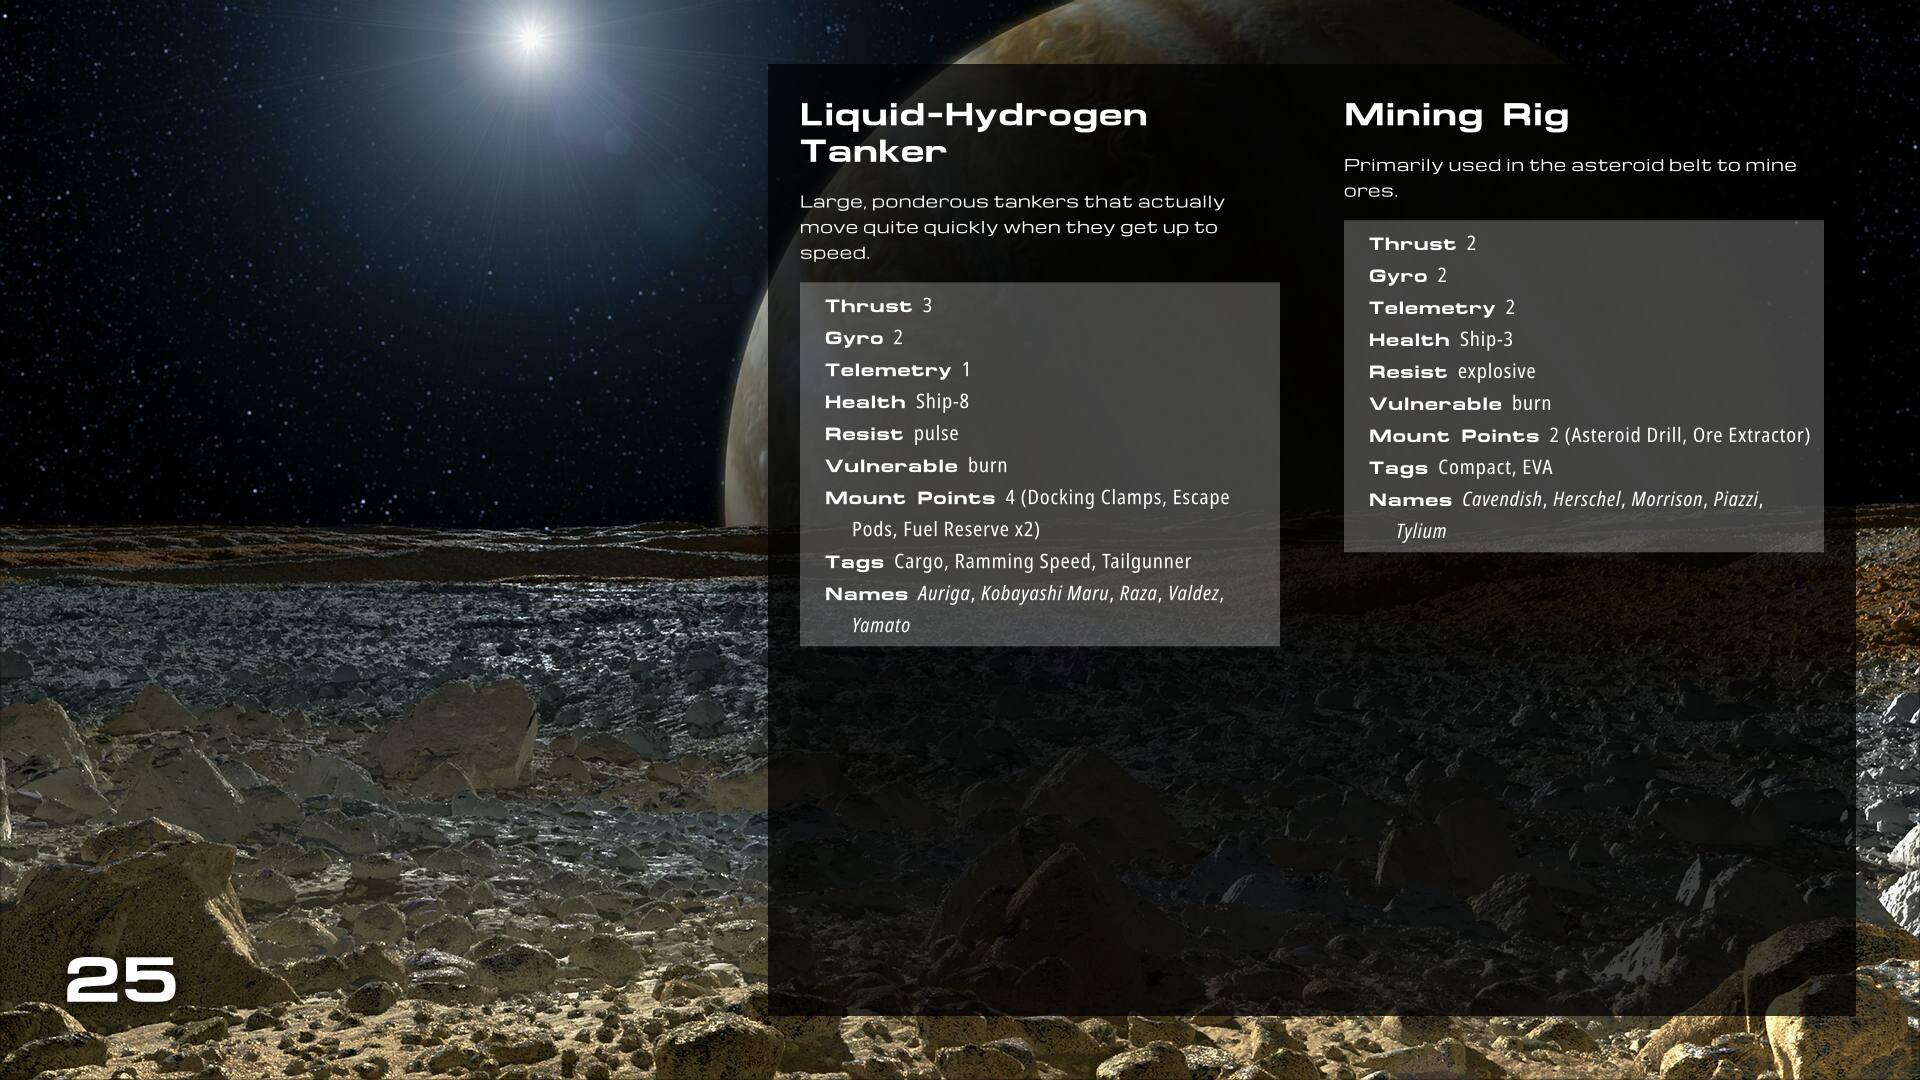 Liquid-Hydrogen
Tanker
Large, ponderous tankers that actually
move quite quickly when they get up to
speed.
Thrust 3
Gyro 2
Telemetry 1
Health Ship-8
Resist pulse
Vulnerable burn
Mount Points 4 (Docking Clamps, Escape
Pods, Fuel Reserve x2)
Tags Cargo, Ramming Speed, Tailgunner
Names Auriga, Kobayashi Maru, Raza, Valdez,
Yamato
Mining Rig
Primarily used in the asteroid belt to mine
ores.
Thrust 2
Gyro 2
Telemetry 2
Health Ship-3
Resist explosive
Vulnerable burn
Mount Points 2 (Asteroid Drill, Ore Extractor)
Tags Compact, EVA
Names Cavendish, Herschel, Morrison, Piazzi,
Tylium
25